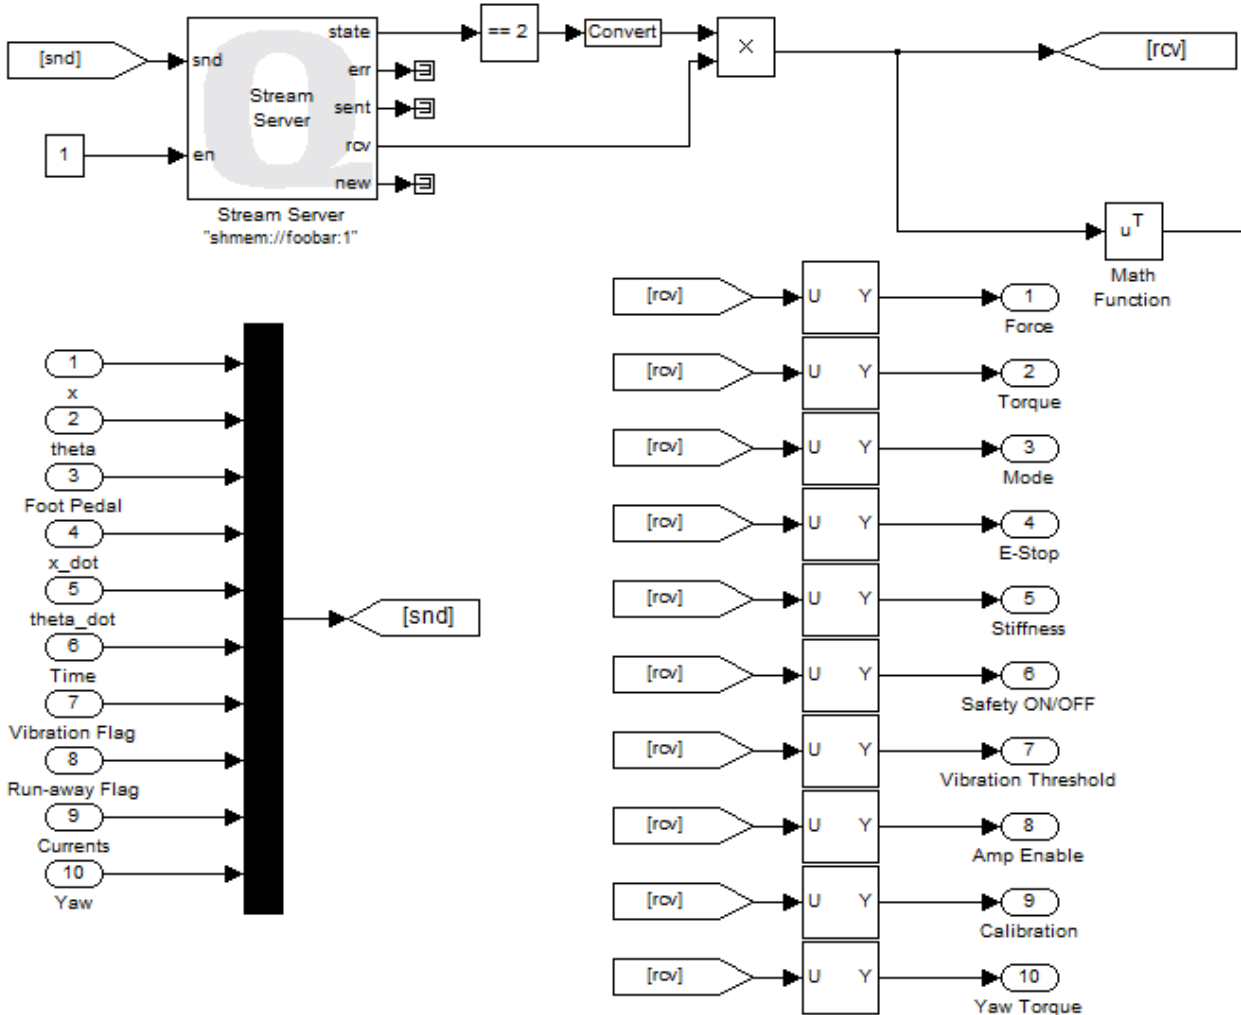 [snd]
snd
en
1
state
err
sent
rcv
new
Stream
Server
Stream Server
"shmem://foobar:1"
== 2
Convert
×
[rcv]
u^T
Math
Function
1
x
2
theta
3
Foot Pedal
4
x_dot
5
theta_dot
6
Time
7
Vibration Flag
8
Run-away Flag
9
Currents
10
Yaw
[snd]
[rcv] U Y 1
Force
[rcv] U Y 2
Torque
[rcv] U Y 3
Mode
[rcv] U Y 4
E-Stop
[rcv] U Y 5
Stiffness
[rcv] U Y 6
Safety ON/OFF
[rcv] U Y 7
Vibration Threshold
[rcv] U Y 8
Amp Enable
[rcv] U Y 9
Calibration
[rcv] U Y 10
Yaw Torque